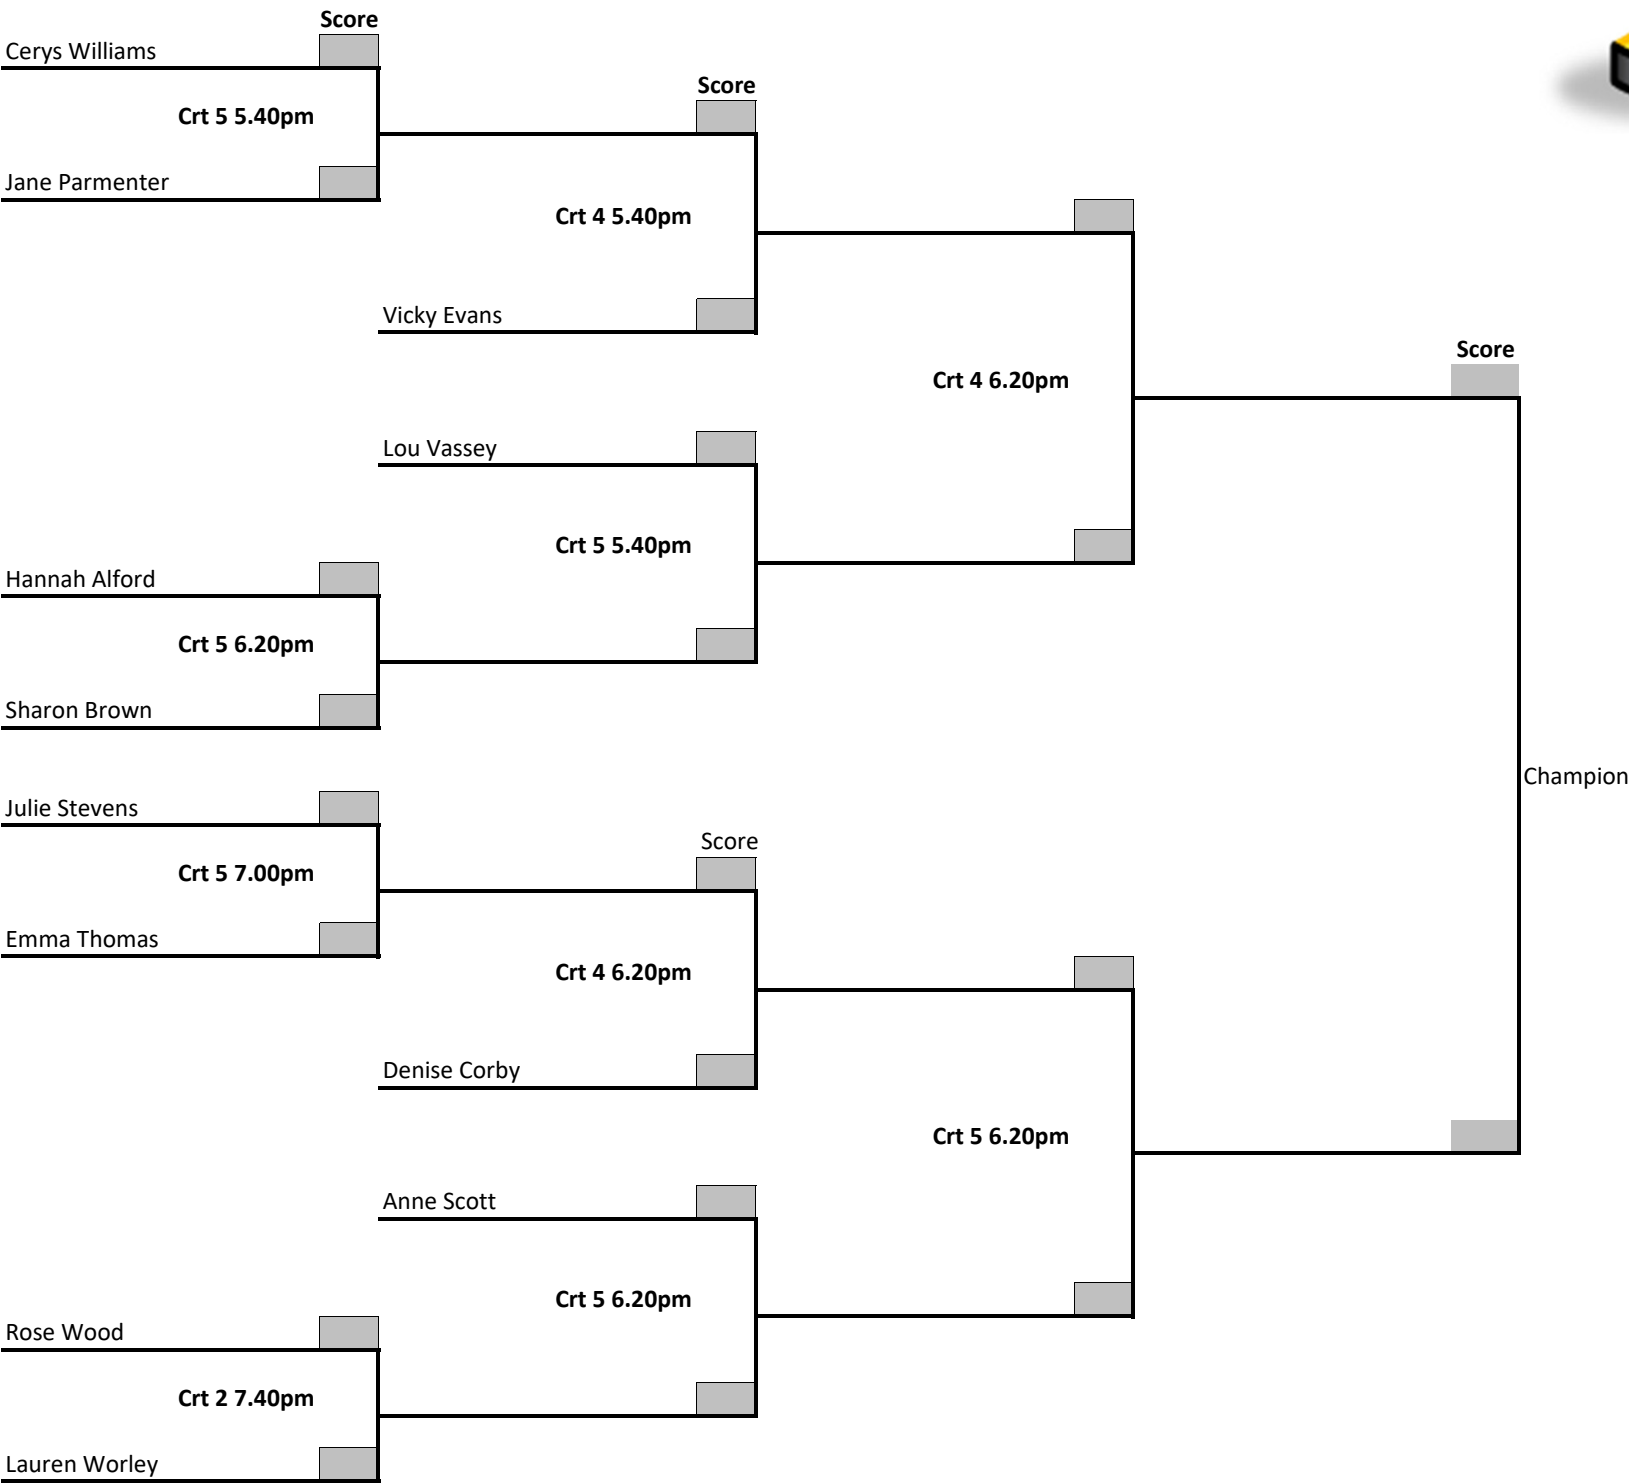 Score
Cerys Williams
Score
Crt 5 5.40pm
Jane Parmenter
Crt 4 5.40pm
Vicky Evans
Score
Crt 4 6.20pm
Lou Vassey
Crt 5 5.40pm
Hannah Alford
Crt 5 6.20pm
Sharon Brown
Champion
Julie Stevens
Score
Crt 5 7.00pm
Emma Thomas
Crt 4 6.20pm
Denise Corby
Crt 5 6.20pm
Anne Scott
Crt 5 6.20pm
Rose Wood
Crt 2 7.40pm
Lauren Worley